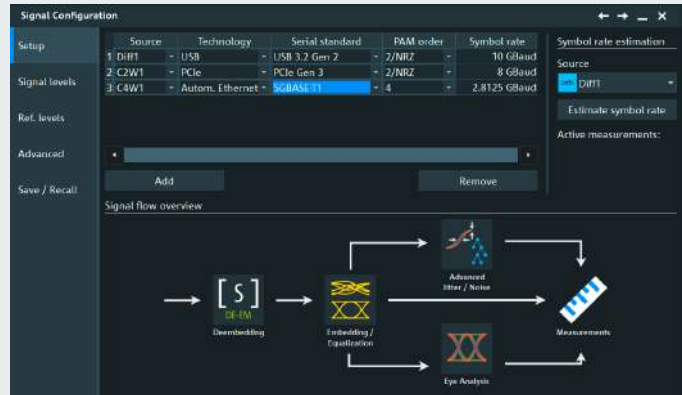 Signal Configuration
Setup
Signal levels
Ref. levels
Advanced
Save / Recall
Source Technology Serial standard PAM order Symbol rate
1 Diff1 USB USB 3.2 Gen 2 2/NRZ 10 GBaud
2 C2W1 PCIe PCIe Gen 3 2/NRZ 8 GBaud
3 C4W1 Autom. Ethernet 5GBASE-T1 4 2.8125 GBaud
Add Remove
Symbol rate estimation
Source
Diff1
Estimate symbol rate
Active measurements:
Signal flow overview
[ S ]
DE-EM
Deembedding
Embedding /
Equalization
Advanced
Jitter / Noise
Eye Analysis
Measurements